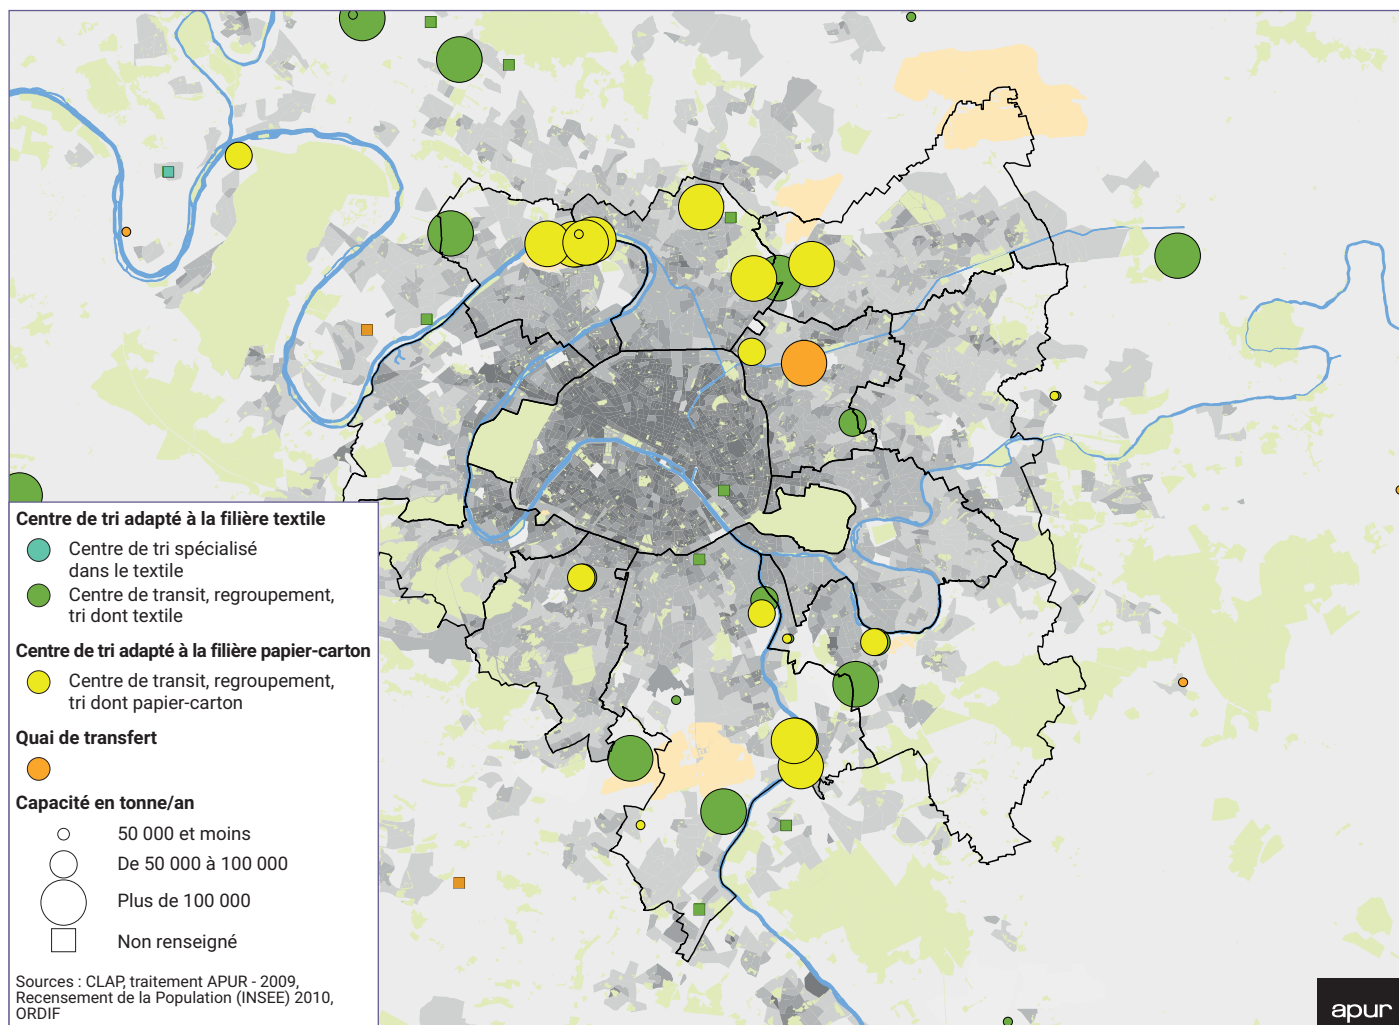 Centre de tri adapté à la filière textile
Centre de tri spécialisé
dans le textile
Centre de transit, regroupement,
tri dont textile
Centre de tri adapté à la filière papier-carton
Centre de transit, regroupement,
tri dont papier-carton
Quai de transfert
Capacité en tonne/an
50 000 et moins
De 50 000 à 100 000
Plus de 100 000
Non renseigné
Sources : CLAP, traitement APUR - 2009,
Recensement de la Population (INSEE) 2010,
ORDIF
apur